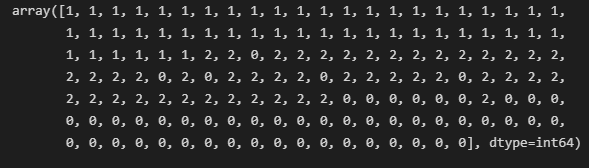 array([1, 1, 1, 1, 1, 1, 1, 1, 1, 1, 1, 1, 1, 1, 1, 1, 1, 1, 1, 1, 1, 1,
1, 1, 1, 1, 1, 1, 1, 1, 1, 1, 1, 1, 1, 1, 1, 1, 1, 1, 1, 1, 1, 1,
1, 1, 1, 1, 1, 1, 2, 2, 0, 2, 2, 2, 2, 2, 2, 2, 2, 2, 2, 2, 2, 2,
2, 2, 2, 2, 0, 2, 0, 2, 2, 2, 2, 0, 2, 2, 2, 2, 2, 0, 2, 2, 2, 2,
2, 2, 2, 2, 2, 2, 2, 2, 2, 2, 2, 2, 0, 0, 0, 0, 0, 0, 2, 0, 0, 0,
0, 0, 0, 0, 0, 0, 0, 0, 0, 0, 0, 0, 0, 0, 0, 0, 0, 0, 0, 0, 0, 0,
0, 0, 0, 0, 0, 0, 0, 0, 0, 0, 0, 0, 0, 0, 0, 0, 0, 0], dtype=int64)